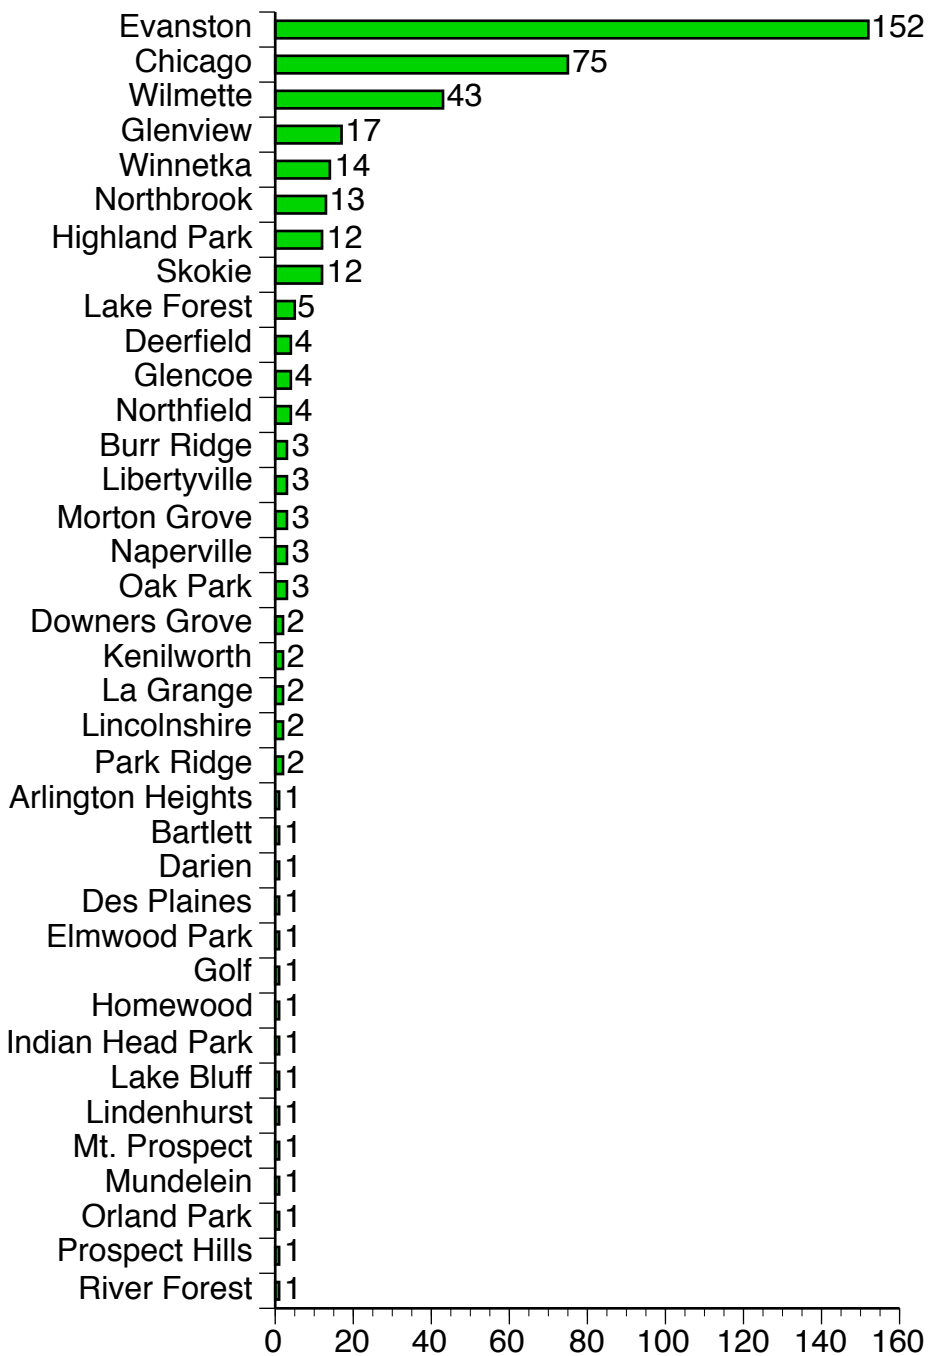 Evanston 152
Chicago 75
Wilmette 43
Glenview 17
Winnetka 14
Northbrook 13
Highland Park 12
Skokie 12
Lake Forest 5
Deerfield 4
Glencoe 4
Northfield 4
Burr Ridge 3
Libertyville 3
Morton Grove 3
Naperville 3
Oak Park 3
Downers Grove 2
Kenilworth 2
La Grange 2
Lincolnshire 2
Park Ridge 2
Arlington Heights 1
Bartlett 1
Darien 1
Des Plaines 1
Elmwood Park 1
Golf 1
Homewood 1
Indian Head Park 1
Lake Bluff 1
Lindenhurst 1
Mt. Prospect 1
Mundelein 1
Orland Park 1
Prospect Hills 1
River Forest 1
0 20 40 60 80 100 120 140 160